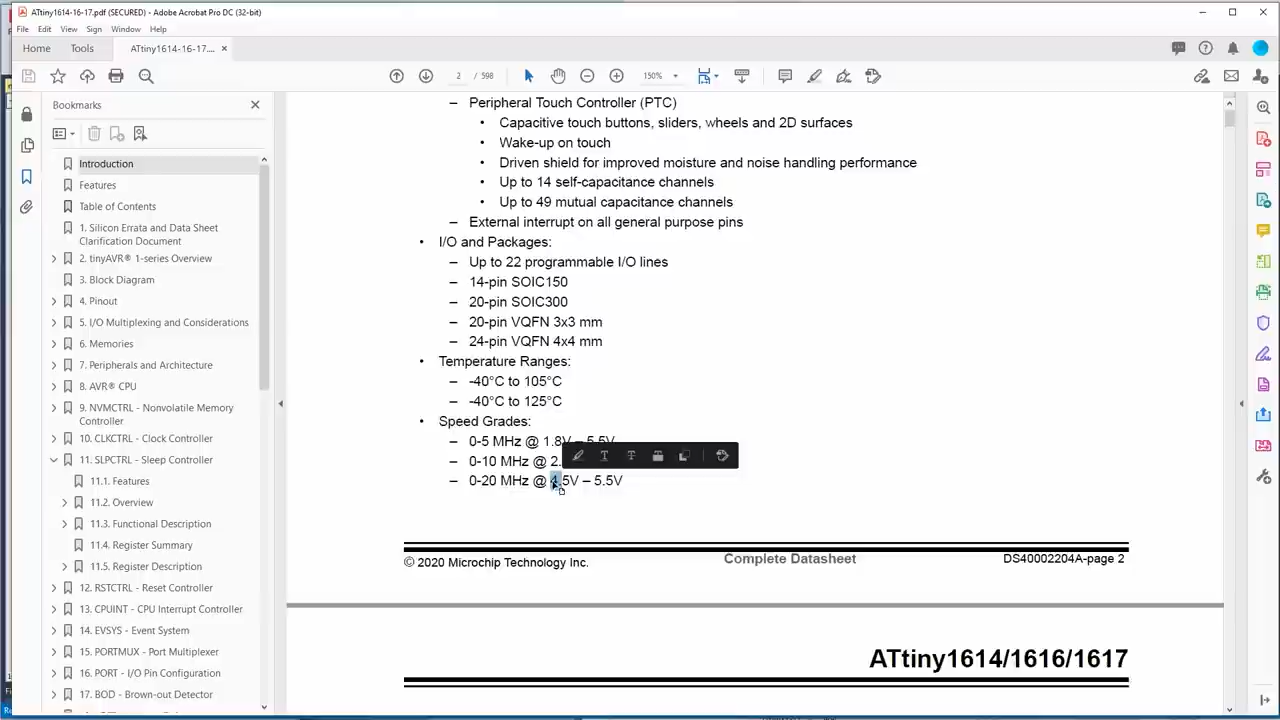 ATtiny1614-16-17.pdf (SECURED) - Adobe Acrobat Pro DC (32-bit)
File Edit View Sign Window Help
Home Tools ATtiny1614-16-17....
2 / 598 150%
Bookmarks
Introduction
Features
Table of Contents
1. Silicon Errata and Data Sheet
Clarification Document
2. tinyAVR® 1-series Overview
3. Block Diagram
4. Pinout
5. I/O Multiplexing and Considerations
6. Memories
7. Peripherals and Architecture
8. AVR® CPU
9. NVMCTRL - Nonvolatile Memory
Controller
10. CLKCTRL - Clock Controller
11. SLPCTRL - Sleep Controller
11.1. Features
11.2. Overview
11.3. Functional Description
11.4. Register Summary
11.5. Register Description
12. RSTCTRL - Reset Controller
13. CPUINT - CPU Interrupt Controller
14. EVSYS - Event System
15. PORTMUX - Port Multiplexer
16. PORT - I/O Pin Configuration
17. BOD - Brown-out Detector
– Peripheral Touch Controller (PTC)
• Capacitive touch buttons, sliders, wheels and 2D surfaces
• Wake-up on touch
• Driven shield for improved moisture and noise handling performance
• Up to 14 self-capacitance channels
• Up to 49 mutual capacitance channels
– External interrupt on all general purpose pins
• I/O and Packages:
– Up to 22 programmable I/O lines
– 14-pin SOIC150
– 20-pin SOIC300
– 20-pin VQFN 3x3 mm
– 24-pin VQFN 4x4 mm
• Temperature Ranges:
– -40°C to 105°C
– -40°C to 125°C
• Speed Grades:
– 0-5 MHz @ 1.8V – 5.5V
– 0-10 MHz @ 2.
– 0-20 MHz @ 4.5V – 5.5V
© 2020 Microchip Technology Inc. Complete Datasheet DS40002204A-page 2
ATtiny1614/1616/1617